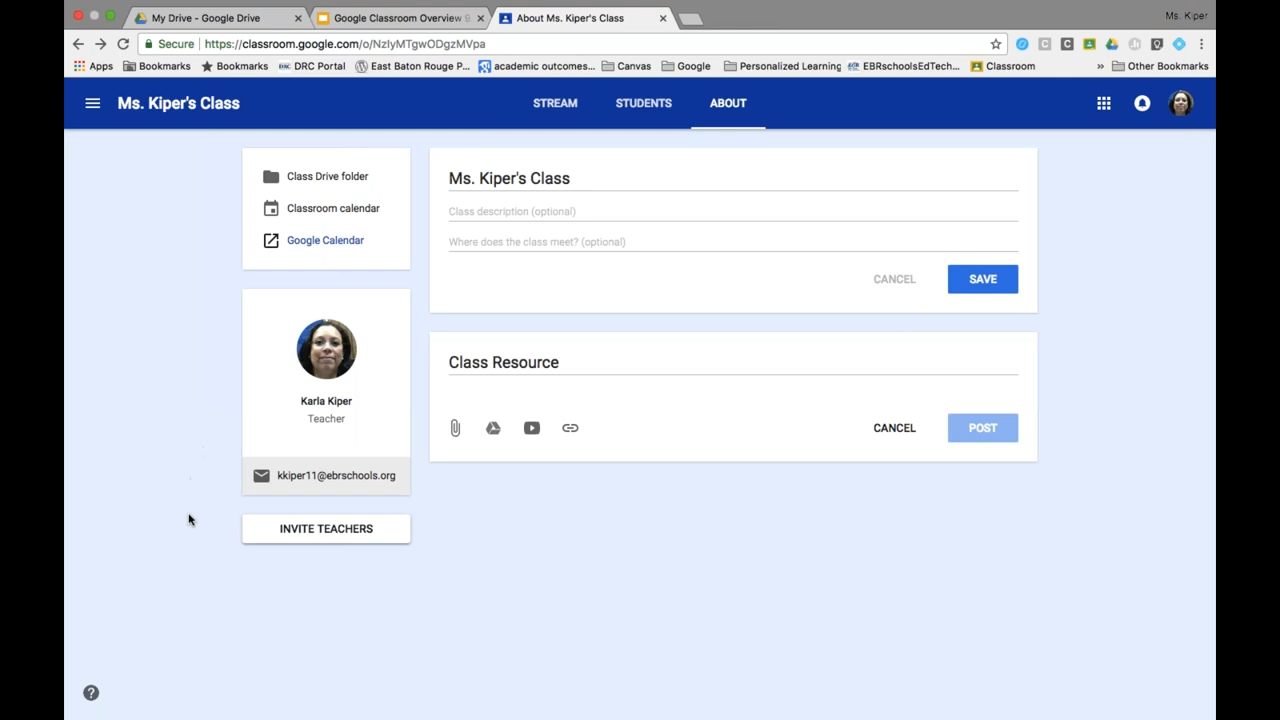 My Drive - Google Drive
Google Classroom Overview
About Ms. Kiper's Class
Ms. Kiper
Secure
https://classroom.google.com/o/NzIyMTgwODgzMVpa
Apps
Bookmarks
Bookmarks
DRC Portal
East Baton Rouge P...
academic outcomes...
Canvas
Google
Personalized Learning
EBRschoolsEdTech...
Classroom
»
Other Bookmarks
Ms. Kiper's Class
STREAM
STUDENTS
ABOUT
Class Drive folder
Classroom calendar
Google Calendar
Karla Kiper
Teacher
kkiper11@ebrschools.org
INVITE TEACHERS
Ms. Kiper's Class
Class description (optional)
Where does the class meet? (optional)
CANCEL
SAVE
Class Resource
CANCEL
POST